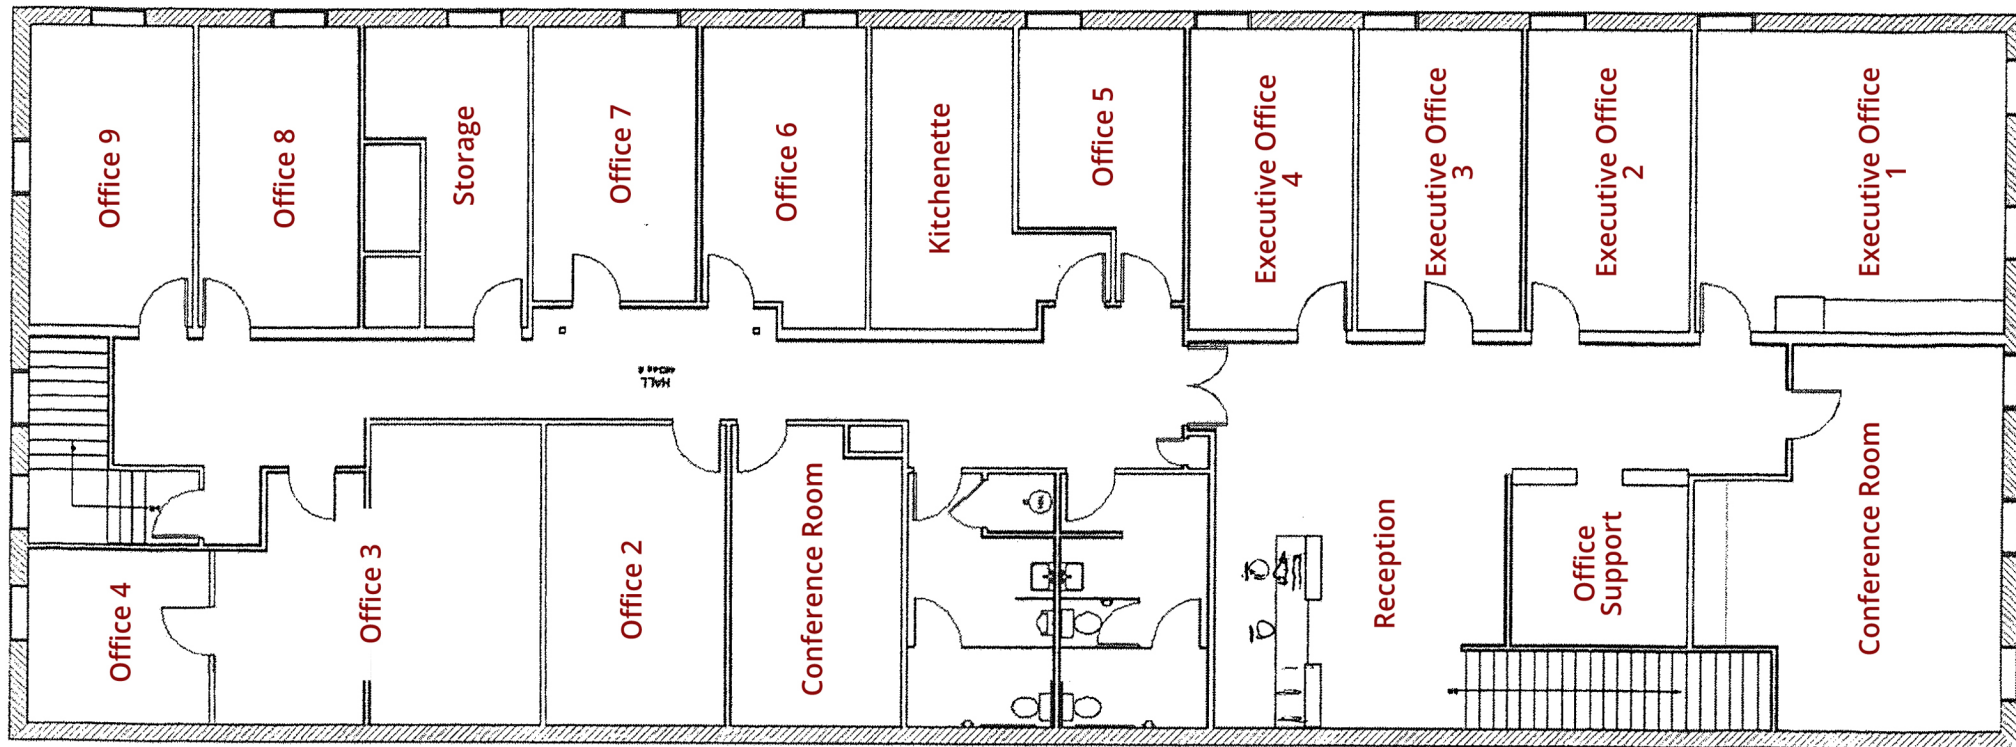 Office 9
Office 8
Storage
Office 7
Office 6
Kitchenette
Office 5
Executive Office
4
Executive Office
3
Executive Office
2
Executive Office
1
HALL
Office 4
Office 3
Office 2
Conference Room
Reception
Office
Support
Conference Room